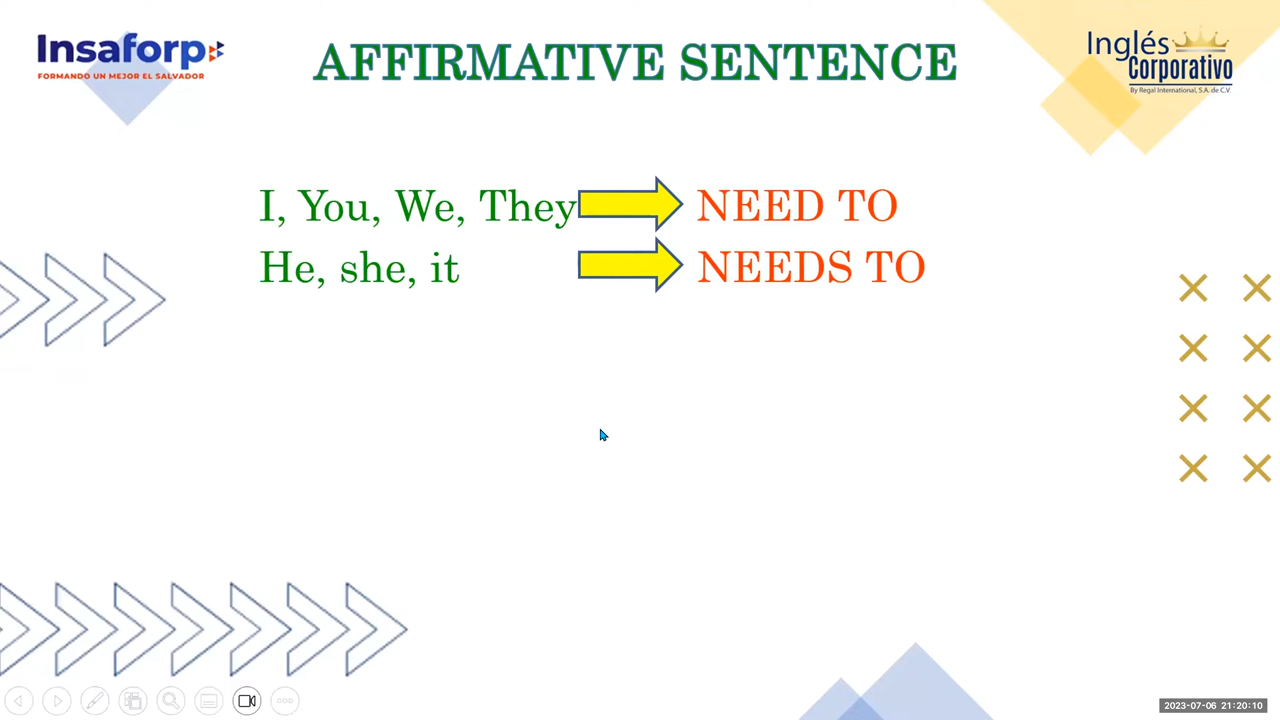 Insaforp
FORMANDO UN MEJOR EL SALVADOR
AFFIRMATIVE SENTENCE
Inglés
Corporativo
By Regal International, S.A. de C.V.
I, You, We, They NEED TO
He, she, it NEEDS TO
2023-07-06 21:20:10